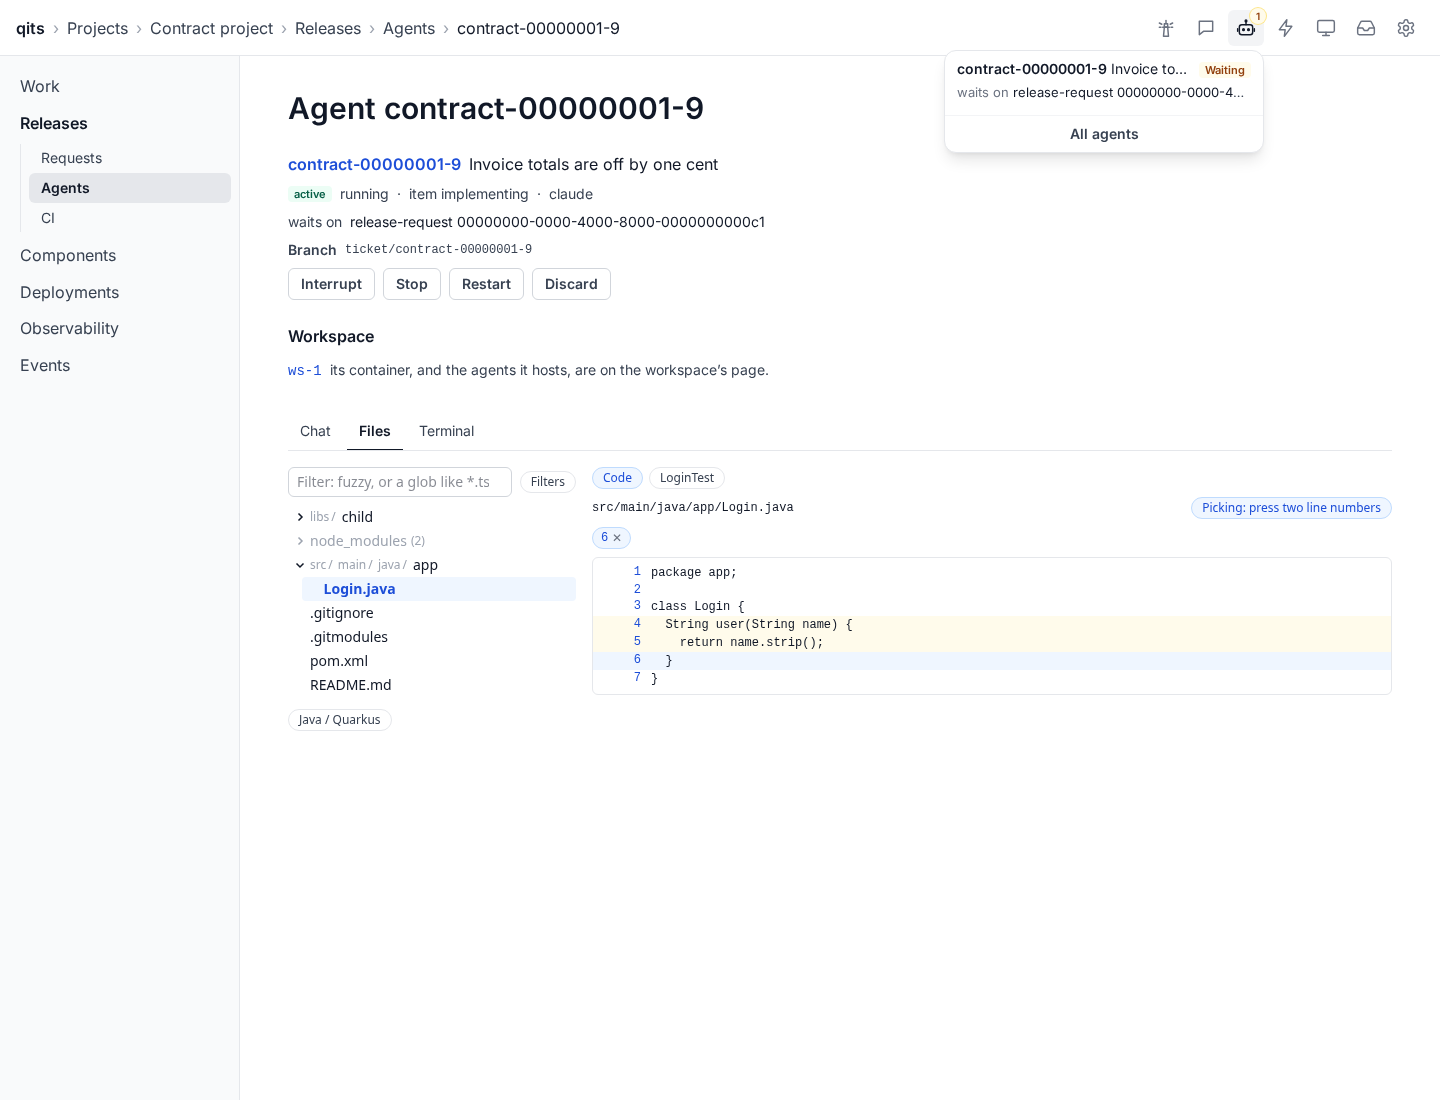 qits › Projects › Contract project › Releases › Agents › contract-00000001-9
1
contract-00000001-9 Invoice to... Waiting
waits on release-request 00000000-0000-4...
All agents
Work
Releases
Requests
Agents
CI
Components
Deployments
Observability
Events
Agent contract-00000001-9
contract-00000001-9 Invoice totals are off by one cent
active running · item implementing · claude
waits on release-request 00000000-0000-4000-8000-0000000000c1
Branch ticket/contract-00000001-9
Interrupt Stop Restart Discard
Workspace
ws-1 its container, and the agents it hosts, are on the workspace’s page.
Chat Files Terminal
Filter: fuzzy, or a glob like *.ts Filters
libs/ child
node_modules (2)
src/ main/ java/ app
Login.java
.gitignore
.gitmodules
pom.xml
README.md
Java / Quarkus
Code LoginTest
src/main/java/app/Login.java Picking: press two line numbers
6 ×
1 package app;
2
3 class Login {
4 String user(String name) {
5 return name.strip();
6 }
7 }